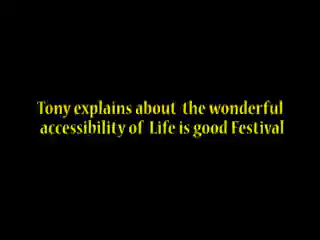 Tony explains about the wonderful
accessibility of Life is good Festival